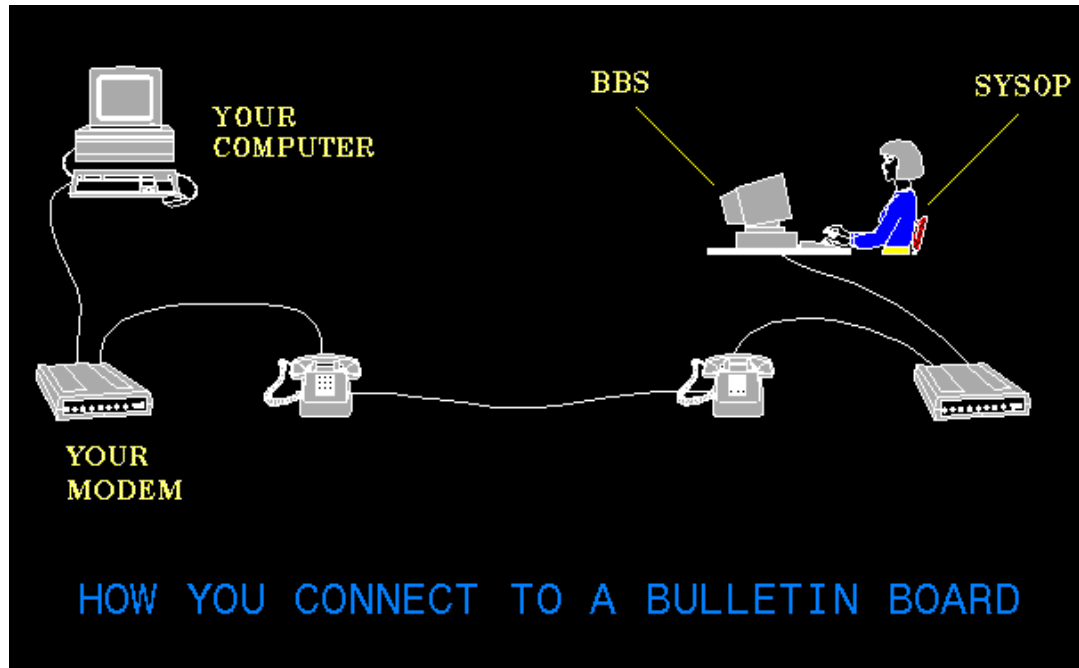 BBS
SYSOP
YOUR
COMPUTER
YOUR
MODEM
HOW YOU CONNECT TO A BULLETIN BOARD